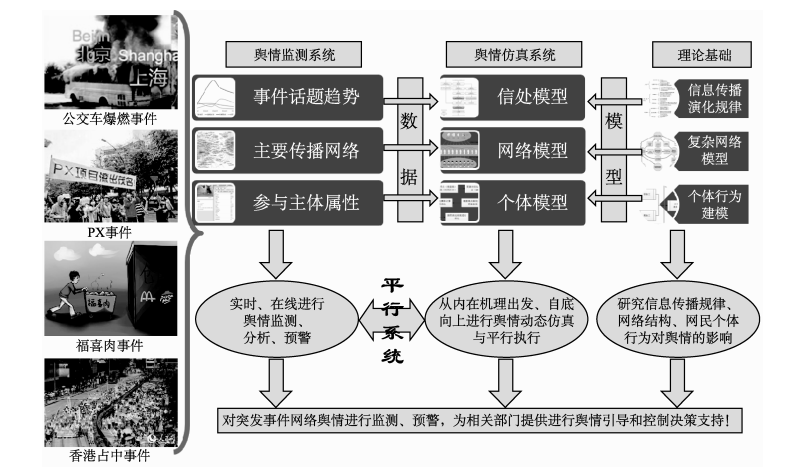 Beijin
北京
Shanghai
上海
公交车爆燃事件
PX项目滚出茂名
PX事件
福喜肉
福喜肉事件
香港占中事件
舆情监测系统
事件话题趋势
主要传播网络
参与主体属性
数据
舆情仿真系统
信处模型
网络模型
个体模型
模型
理论基础
信息传播
演化规律
复杂网络
模型
个体行为
建模
实时、在线进行
舆情监测、
分析、预警
平行系统
从内在机理出发、自底
向上进行舆情动态仿真
与平行执行
研究信息传播规律、
网络结构、网民个体
行为对舆情的影响
对突发事件网络舆情进行监测、预警，为相关部门提供进行舆情引导和控制决策支持！